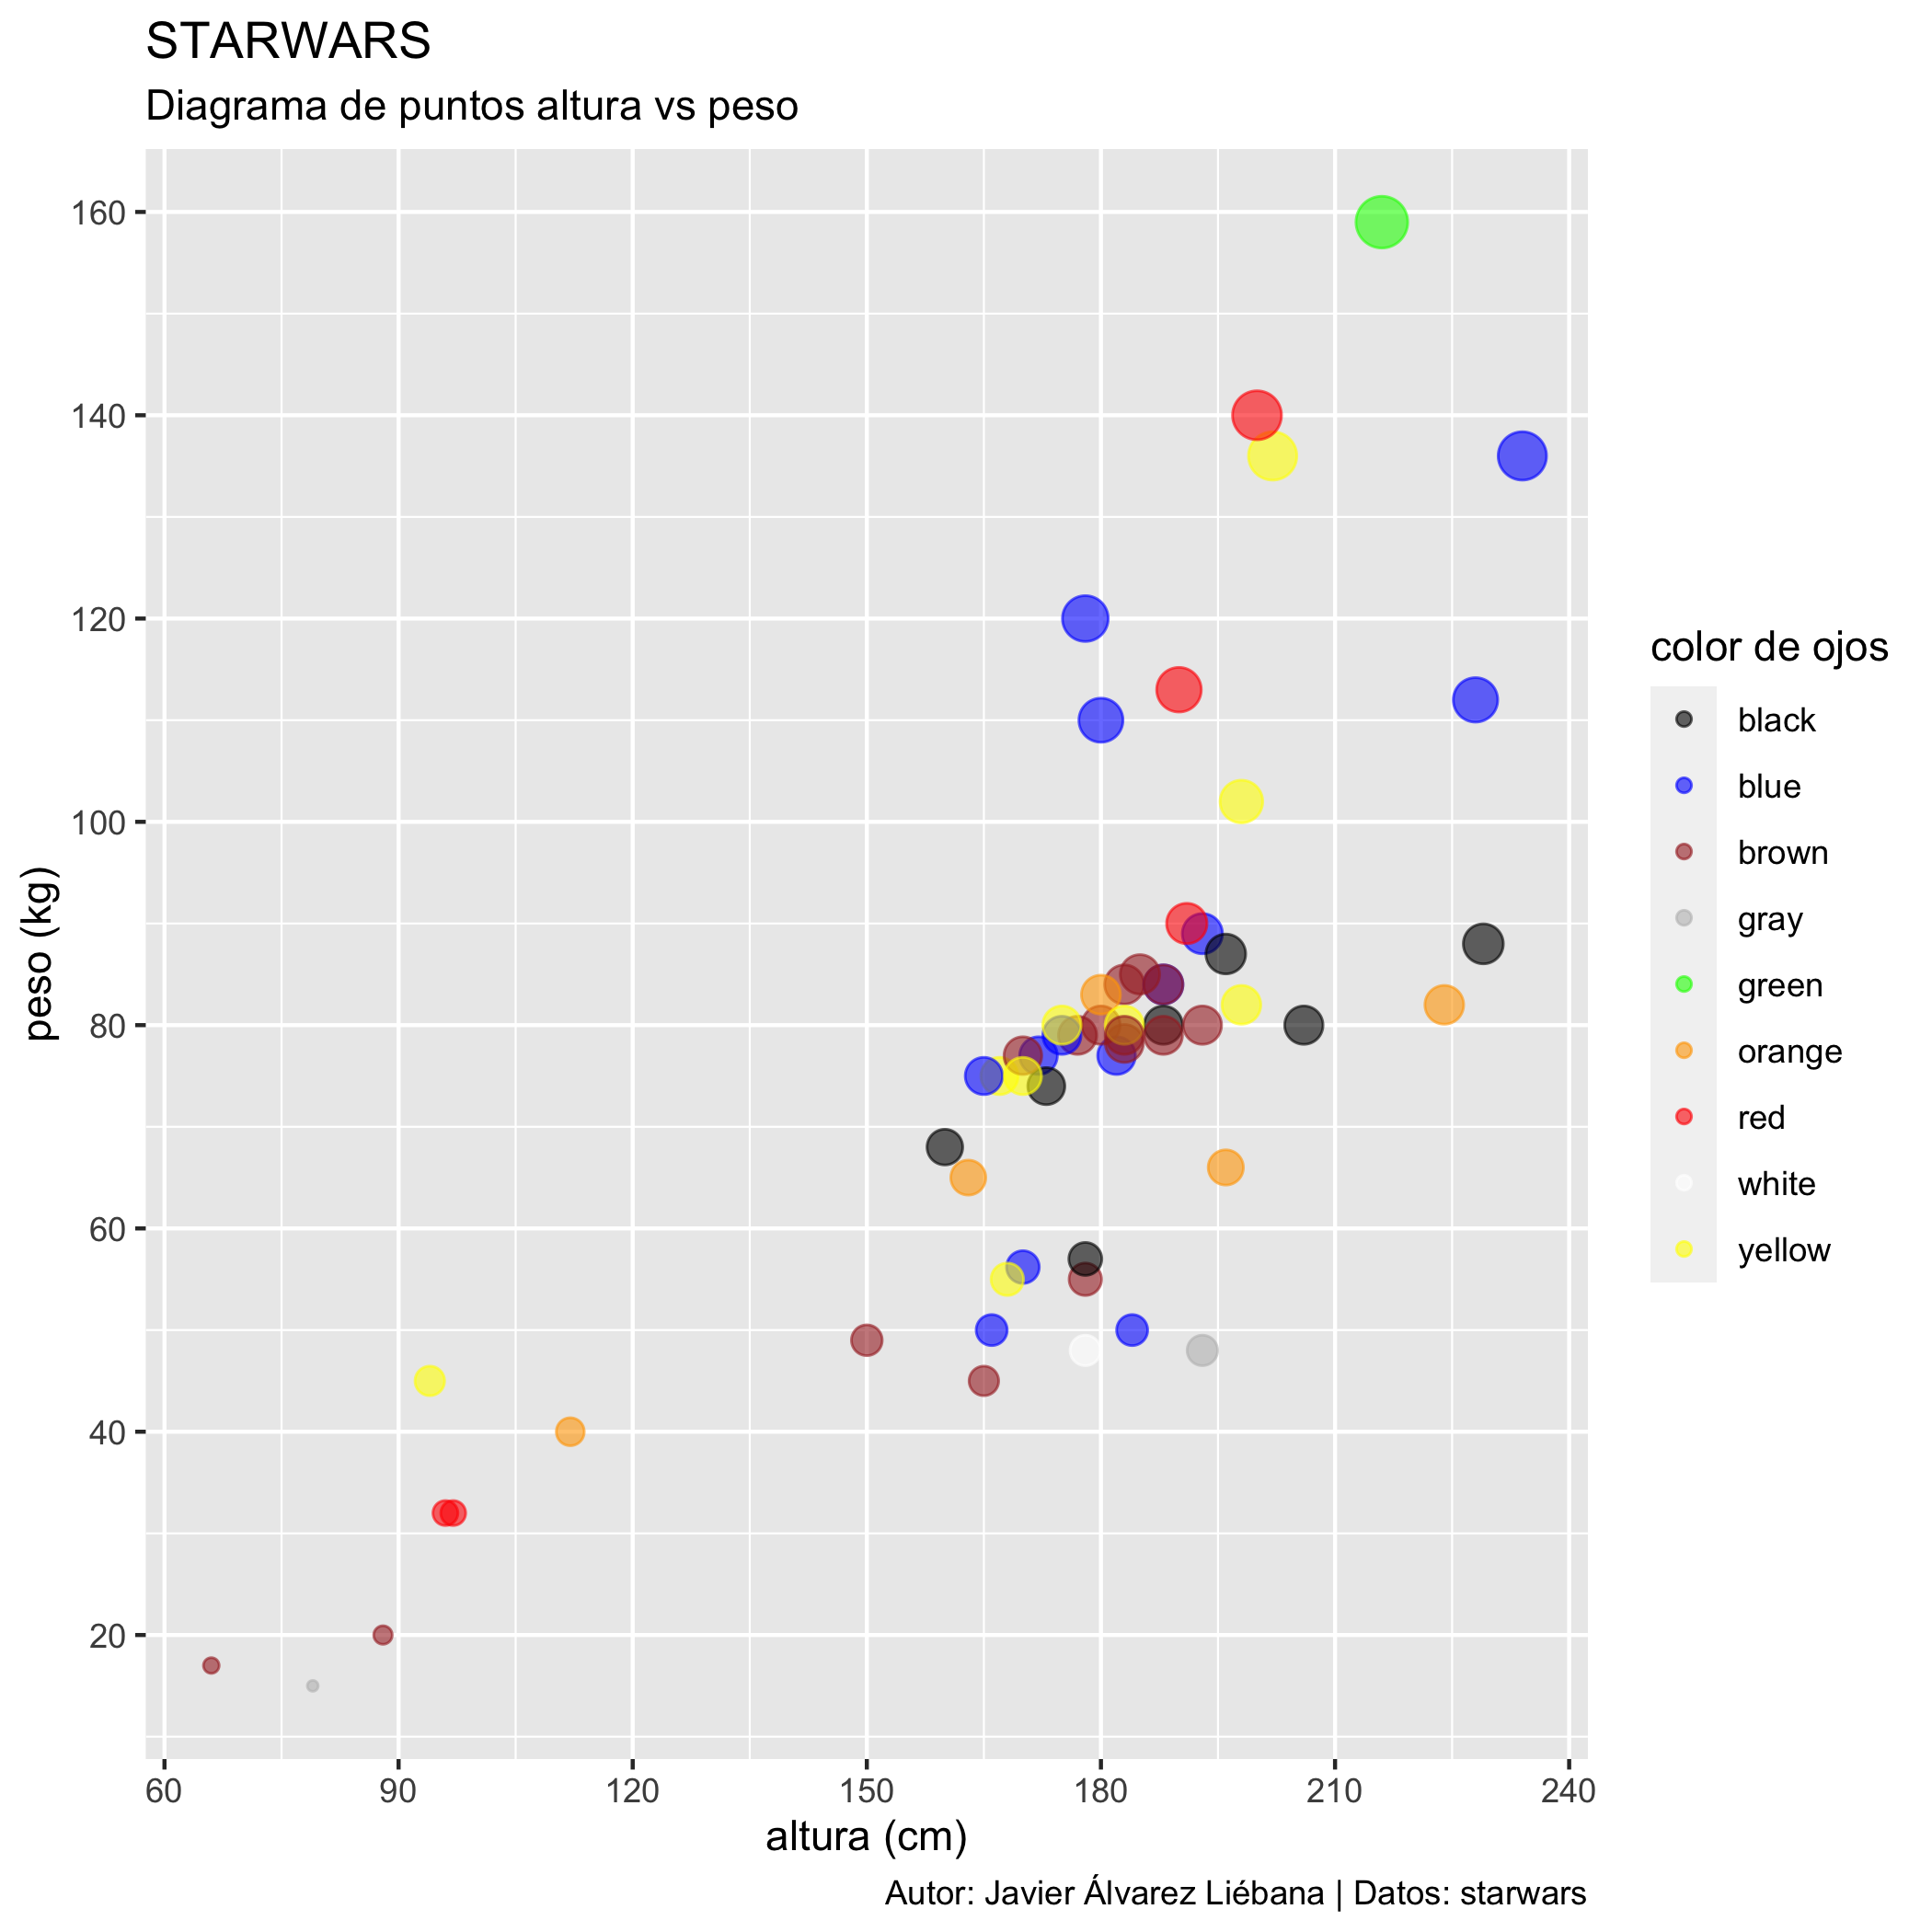 STARWARS
Diagrama de puntos altura vs peso
160
140
120
100
80
60
40
20
peso (kg)
60 90 120 150 180 210 240
altura (cm)
color de ojos
black
blue
brown
gray
green
orange
red
white
yellow
Autor: Javier Álvarez Liébana | Datos: starwars